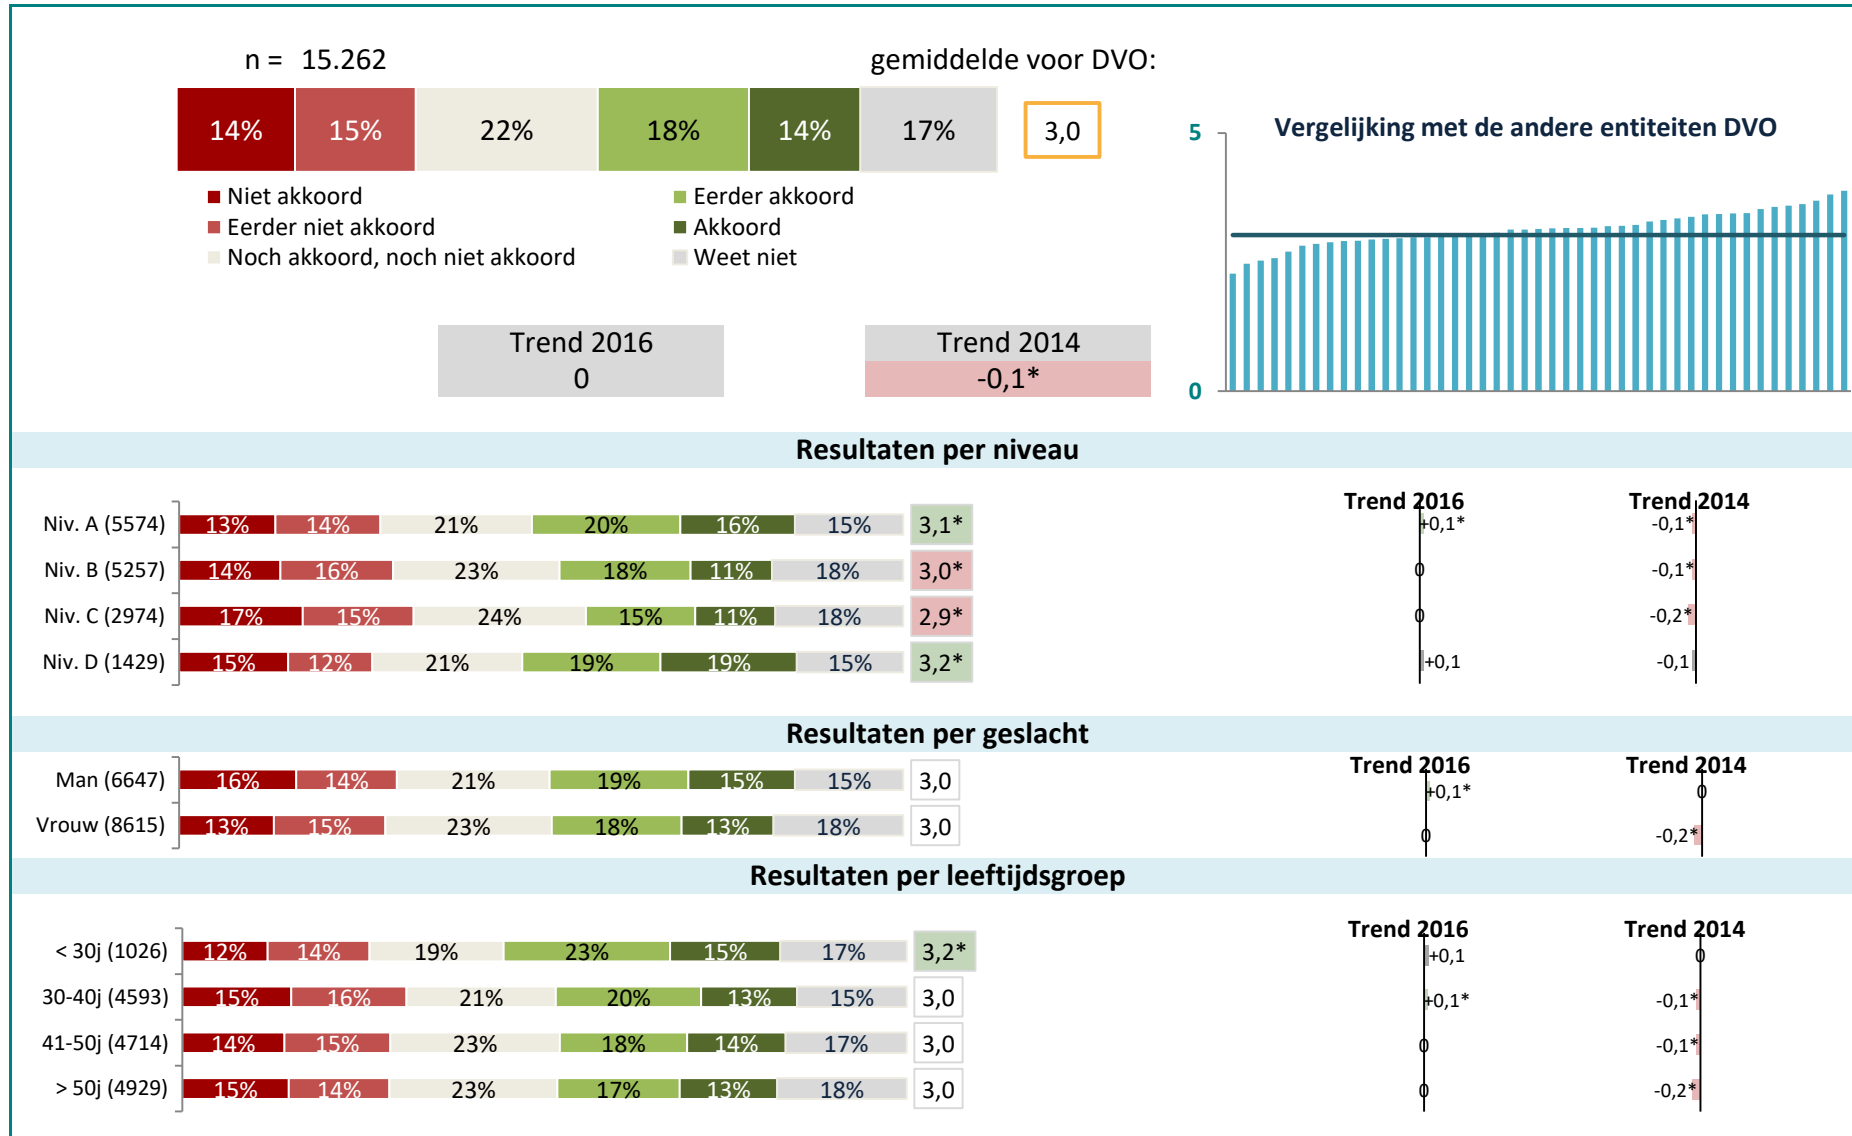 n = 15.262
gemiddelde voor DVO:
14% 15% 22% 18% 14% 17% 3,0
Niet akkoord
Eerder akkoord
Eerder niet akkoord
Akkoord
Noch akkoord, noch niet akkoord
Weet niet
5
Vergelijking met de andere entiteiten DVO
0
Trend 2016
0
Trend 2014
-0,1*
Resultaten per niveau
Trend 2016 Trend 2014
Niv. A (5574) 13% 14% 21% 20% 16% 15% 3,1* +0,1* -0,1*
Niv. B (5257) 14% 16% 23% 18% 11% 18% 3,0* 0 -0,1*
Niv. C (2974) 17% 15% 24% 15% 11% 18% 2,9* 0 -0,2*
Niv. D (1429) 15% 12% 21% 19% 19% 15% 3,2* +0,1 -0,1
Resultaten per geslacht
Trend 2016 Trend 2014
Man (6647) 16% 14% 21% 19% 15% 15% 3,0 +0,1* 0
Vrouw (8615) 13% 15% 23% 18% 13% 18% 3,0 0 -0,2*
Resultaten per leeftijdsgroep
Trend 2016 Trend 2014
< 30j (1026) 12% 14% 19% 23% 15% 17% 3,2* +0,1 0
30-40j (4593) 15% 16% 21% 20% 13% 15% 3,0 +0,1* -0,1*
41-50j (4714) 14% 15% 23% 18% 14% 17% 3,0 0 -0,1*
> 50j (4929) 15% 14% 23% 17% 13% 18% 3,0 0 -0,2*